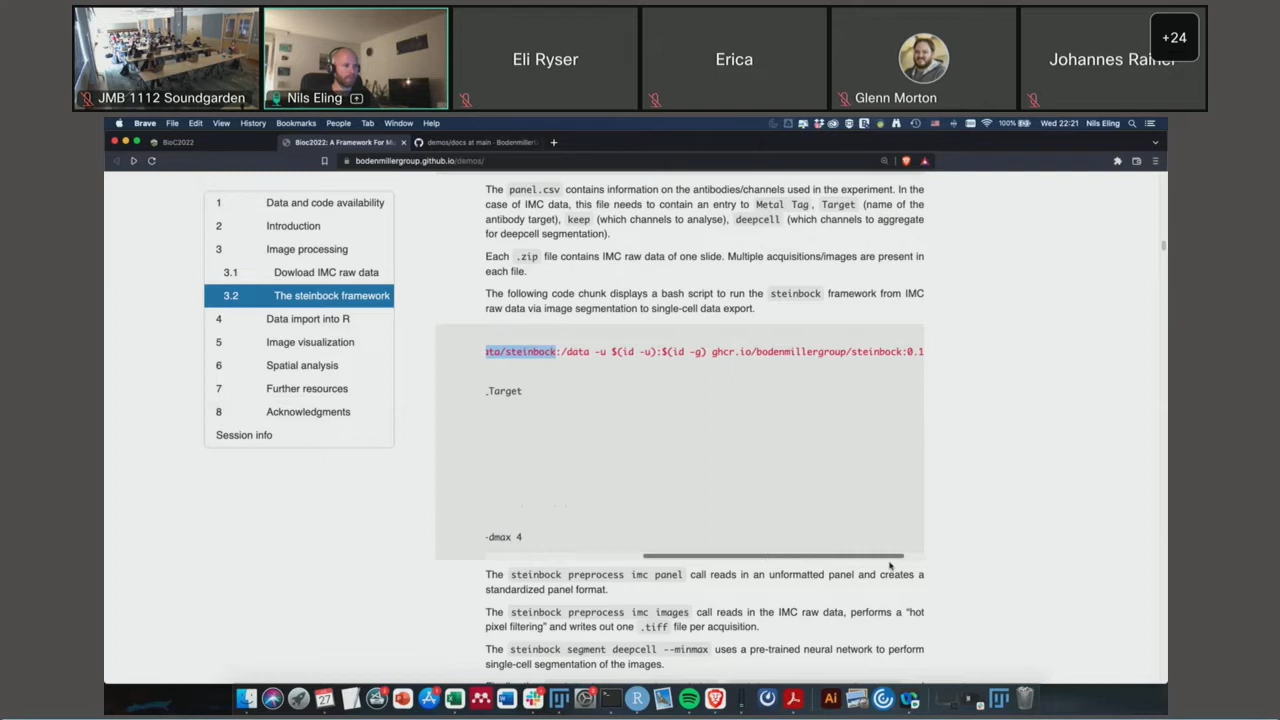 JMB 1112 Soundgarden
Nils Eling
Eli Ryser
Erica
Glenn Morton
Johannes Rainer
+24
Brave File Edit View History Bookmarks People Tab Window Help
100% Wed 22:21 Nils Eling
BioC2022
Bioc2022: A Framework For Mu
demos/docs at main · Bodenmiller
bodenmillergroup.github.io/demos/
1 Data and code availability
2 Introduction
3 Image processing
3.1 Dowload IMC raw data
3.2 The steinbock framework
4 Data import into R
5 Image visualization
6 Spatial analysis
7 Further resources
8 Acknowledgments
Session info
The panel.csv contains information on the antibodies/channels used in the experiment. In the
case of IMC data, this file needs to contain an entry to Metal Tag, Target (name of the
antibody target), keep (which channels to analyse), deepcell (which channels to aggregate
for deepcell segmentation).
Each .zip file contains IMC raw data of one slide. Multiple acquisitions/images are present in
each file.
The following code chunk displays a bash script to run the steinbock framework from IMC
raw data via image segmentation to single-cell data export.
ata/steinbock:/data -u $(id -u):$(id -g) ghcr.io/bodenmillergroup/steinbock:0.1
_Target
-dmax 4
The steinbock preprocess imc panel call reads in an unformatted panel and creates a
standardized panel format.
The steinbock preprocess imc images call reads in the IMC raw data, performs a “hot
pixel filtering” and writes out one .tiff file per acquisition.
The steinbock segment deepcell --minmax uses a pre-trained neural network to perform
single-cell segmentation of the images.